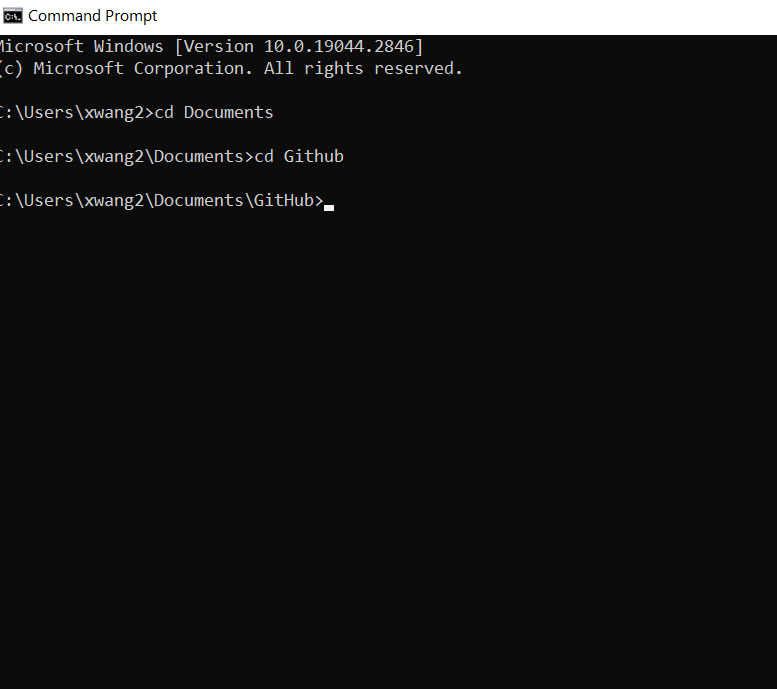 Command Prompt
Microsoft Windows [Version 10.0.19044.2846]
(c) Microsoft Corporation. All rights reserved.
C:\Users\xwang2>cd Documents
C:\Users\xwang2\Documents>cd Github
C:\Users\xwang2\Documents\GitHub>